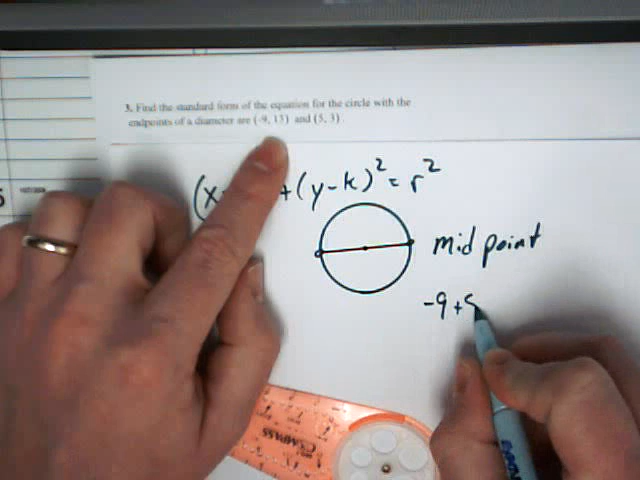 3. Find the standard form of the equation for the circle with the
endpoints of a diameter are (-9, 13) and (5, 3).
(x- +(y-k)²=r²
mid point
-9+5
COMPASS